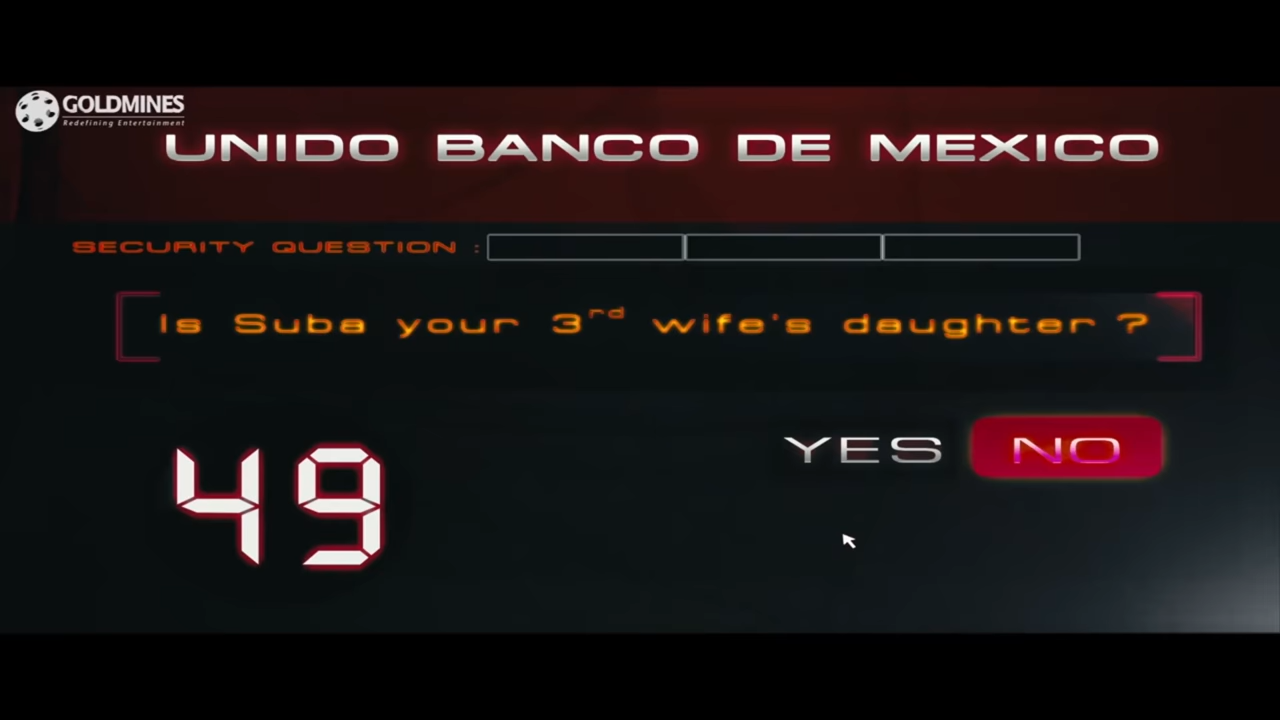 GOLDMINES
Redefining Entertainment
UNIDO BANCO DE MEXICO
SECURITY QUESTION :
Is Suba your 3rd wife's daughter ?
49
YES NO